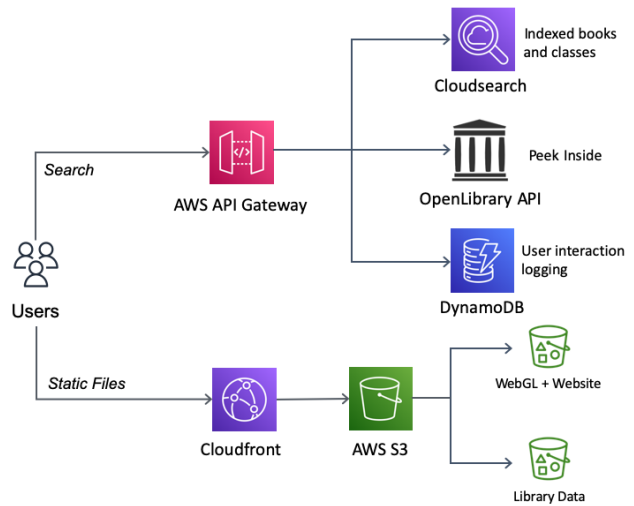 Indexed books
and classes
Cloudsearch
Search
</>
Peek Inside
AWS API Gateway
OpenLibrary API
User interaction
logging
Users
DynamoDB
Static Files
WebGL + Website
Cloudfront
AWS S3
Library Data